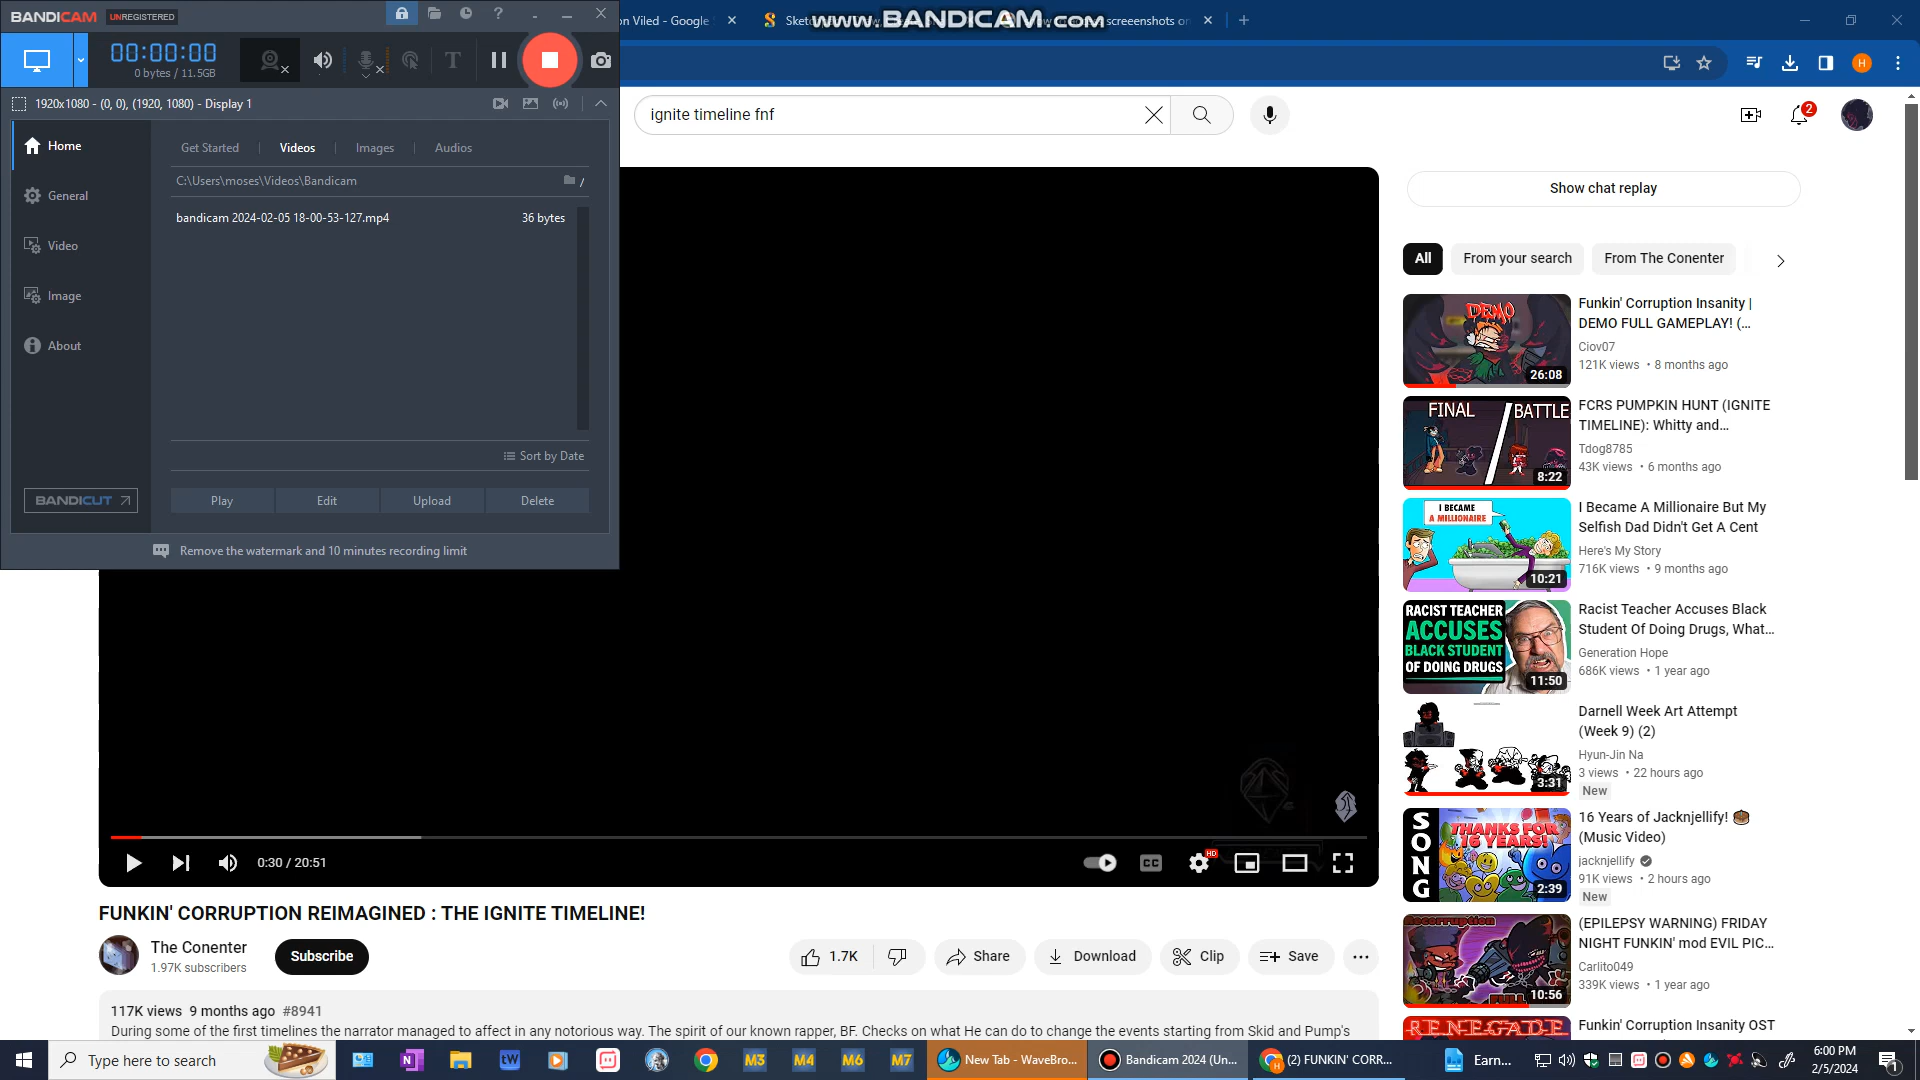 BANDICAM UNREGISTERED
www.BANDICAM.com
on Viled - Google
Sket
screeenshots on
00:00:00
0 bytes / 11.5GB
1920x1080 - (0, 0), (1920, 1080) - Display 1
Home
General
Video
Image
About
BANDICUT
Get Started
Videos
Images
Audios
C:\Users\moses\Videos\Bandicam
/
bandicam 2024-02-05 18-00-53-127.mp4
36 bytes
Sort by Date
Play
Edit
Upload
Delete
Remove the watermark and 10 minutes recording limit
H
ignite timeline fnf
2
0:30 / 20:51
CC
HD
FUNKIN' CORRUPTION REIMAGINED : THE IGNITE TIMELINE!
The Conenter
1.97K subscribers
Subscribe
1.7K
Share
Download
Clip
Save
117K views 9 months ago #8941
During some of the first timelines the narrator managed to affect in any notorious way. The spirit of our known rapper, BF. Checks on what He can do to change the events starting from Skid and Pump's
Show chat replay
All
From your search
From The Conenter
DEMO
26:08
Funkin' Corruption Insanity |
DEMO FULL GAMEPLAY! (...
Ciov07
121K views • 8 months ago
FINAL BATTLE
8:22
FCRS PUMPKIN HUNT (IGNITE
TIMELINE): Whitty and...
Tdog8785
43K views • 6 months ago
I BECAME
A MILLIONAIRE
10:21
I Became A Millionaire But My
Selfish Dad Didn't Get A Cent
Here's My Story
716K views • 9 months ago
RACIST TEACHER
ACCUSES
BLACK STUDENT
OF DOING DRUGS
11:50
Racist Teacher Accuses Black
Student Of Doing Drugs, What...
Generation Hope
686K views • 1 year ago
3:31
Darnell Week Art Attempt
(Week 9) (2)
Hyun-Jin Na
3 views • 22 hours ago
New
SONG
THANKS FOR
16 YEARS!
2:39
16 Years of Jacknjellify!
(Music Video)
jacknjellify
91K views • 2 hours ago
New
10:56
(EPILEPSY WARNING) FRIDAY
NIGHT FUNKIN' mod EVIL PIC...
Carlito049
339K views • 1 year ago
RENEGADE
Funkin' Corruption Insanity OST
Type here to search
N
tW
M3
M4
M6
M7
New Tab - WaveBro...
Bandicam 2024 (Un...
(2) FUNKIN' CORR...
Earn...
6:00 PM
2/5/2024
1